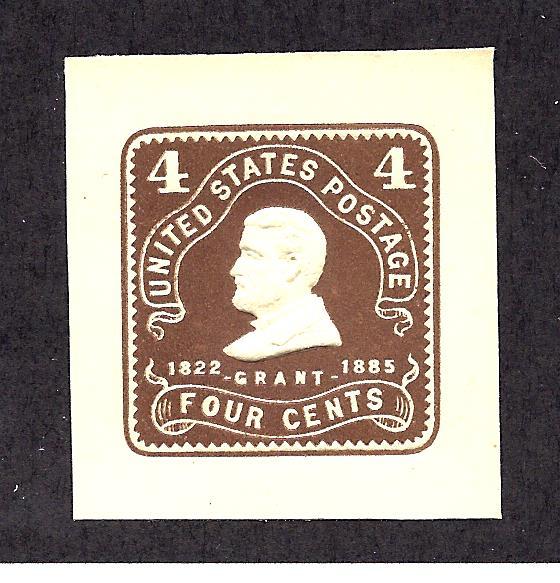 4 4
UNITED STATES POSTAGE
1822 - GRANT - 1885
FOUR CENTS